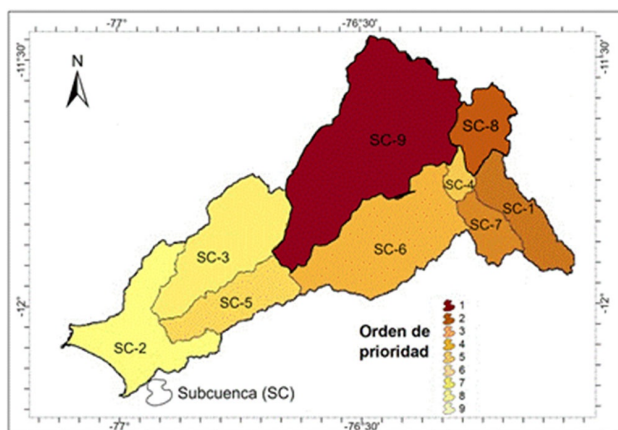 -77° -76°30'
-11°30' -11°30'
N
SC-9
SC-8
SC-4
SC-1
SC-3
SC-7
SC-6
SC-5
-12° -12°
SC-2
Orden de
prioridad
1
2
3
4
5
6
7
8
9
Subcuenca (SC)
-77° -76°30'